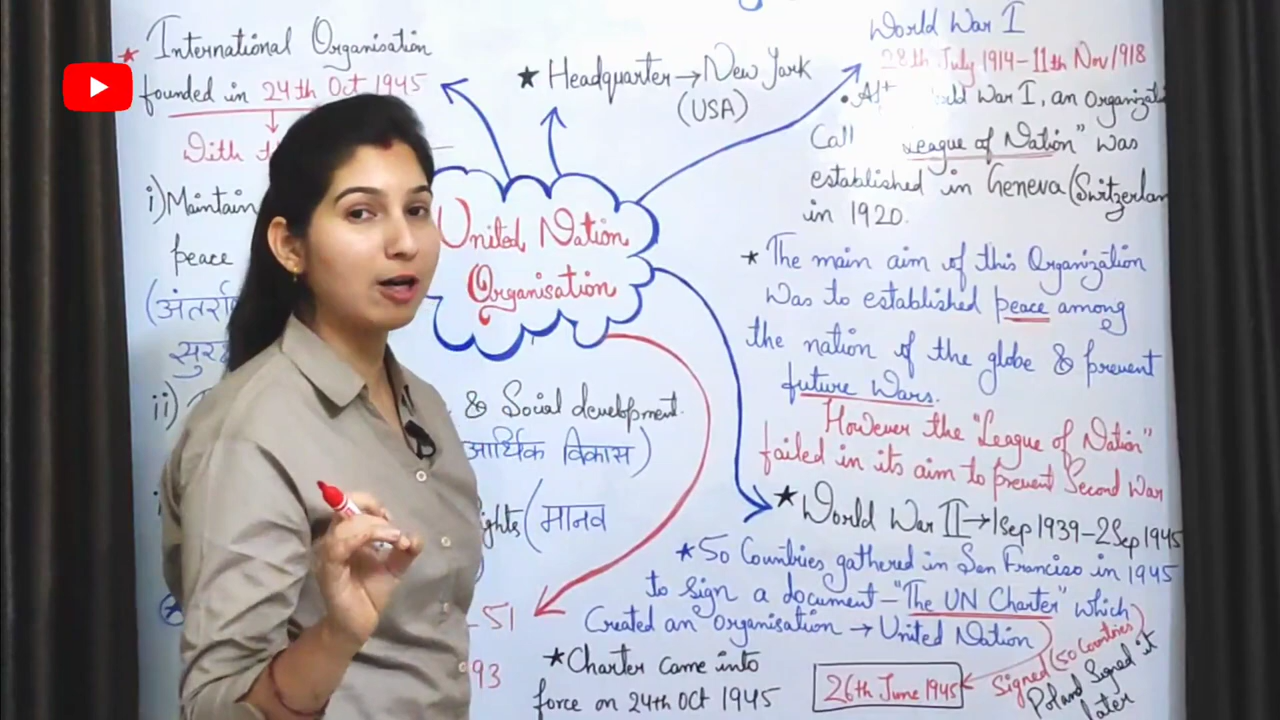 International Organisation
founded in 24th Oct 1945
With
i) Maintain
peace
सुर
ii)
& Social development.
आर्थिक विकास)
(मानव
51
93
★ Headquarter → New York
(USA)
United Nation
Organisation
World War I
28th July 1914 - 11th Nov 1918
World War I, an Organizati
Call League of Nation" was
established in Geneva (Switzerlan
in 1920.
★ The main aim of this Organization
was to established peace among
the nation of the globe & prevent
future wars.
However the "League of Nation"
failed in its aim to prevent Second War
★ World War II → 1 Sep 1939 - 2 Sep 1945
★ 50 Countries gathered in San Francisco in 1945
to sign a document - "The UN Charter" which
Created an organisation → United Nation
★ Charter came into
force on 24th Oct 1945
26th June 1945
Signed (50 Countries)
Poland Signed it
later